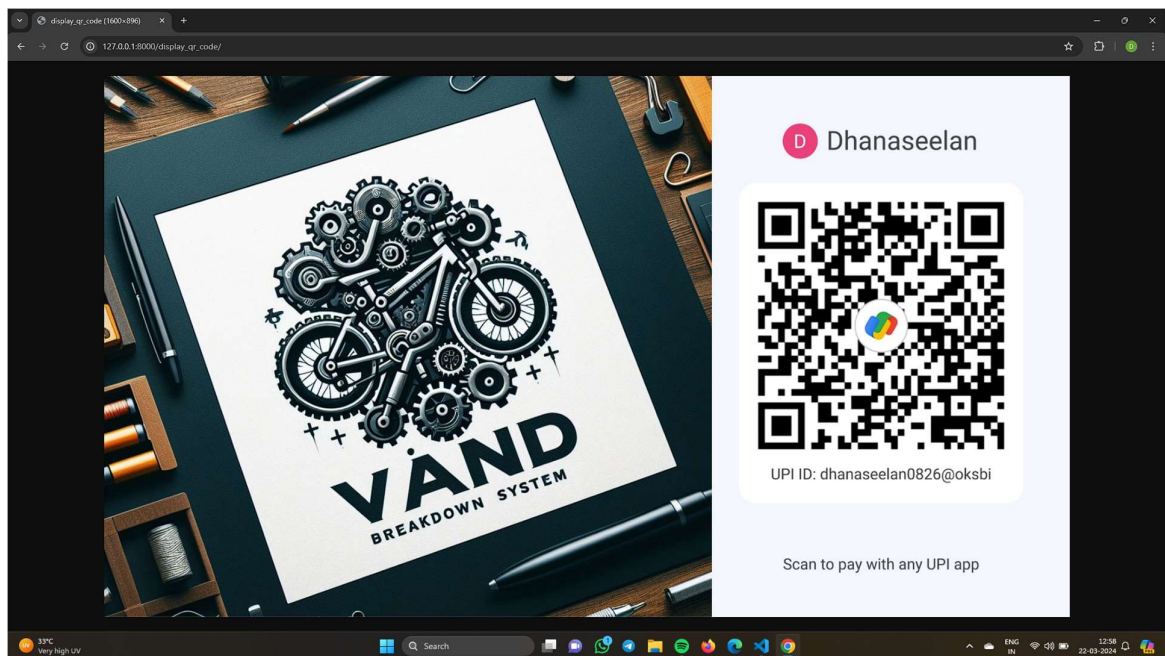 display_qr_code (1600×896)
127.0.0.1:8000/display_qr_code/
VAND
BREAKDOWN SYSTEM
D Dhanaseelan
UPI ID: dhanaseelan0826@oksbi
Scan to pay with any UPI app
33°C
Very high UV
Search
1
ENG
IN
12:58
22-03-2024